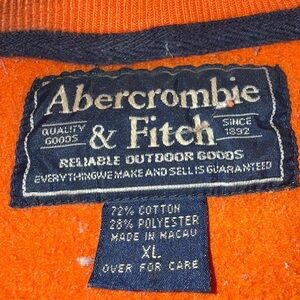 Abercrombie
QUALITY GOODS & Fitch SINCE 1892
RELIABLE OUTDOOR GOODS
EVERYTHING WE MAKE AND SELL IS GUARANTEED
72% COTTON
28% POLYESTER
MADE IN MACAU
XL
OVER FOR CARE